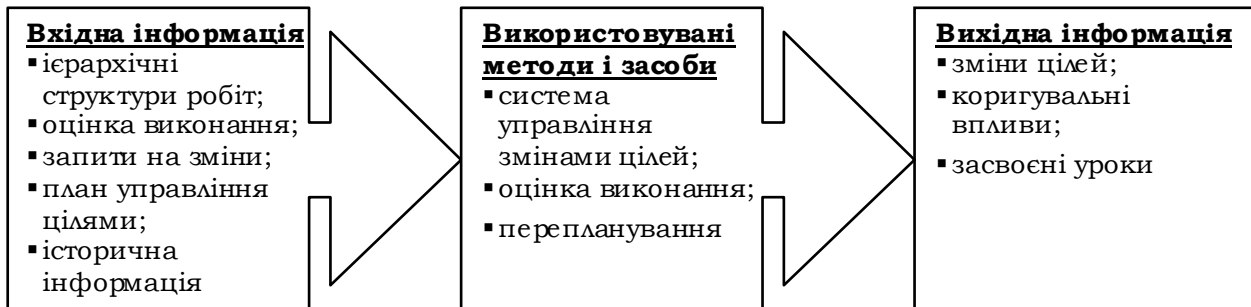 Вхідна інформація
▪ ієрархічні
структури робіт;
▪ оцінка виконання;
▪ запити на зміни;
▪ план управління
цілями;
▪ історична
інформація
Використовувані
методи і засоби
▪ система
управління
змінами цілей;
▪ оцінка виконання;
▪ перепланування
Вихідна інформація
▪ зміни цілей;
▪ коригувальні
впливи;
▪ засвоєні уроки